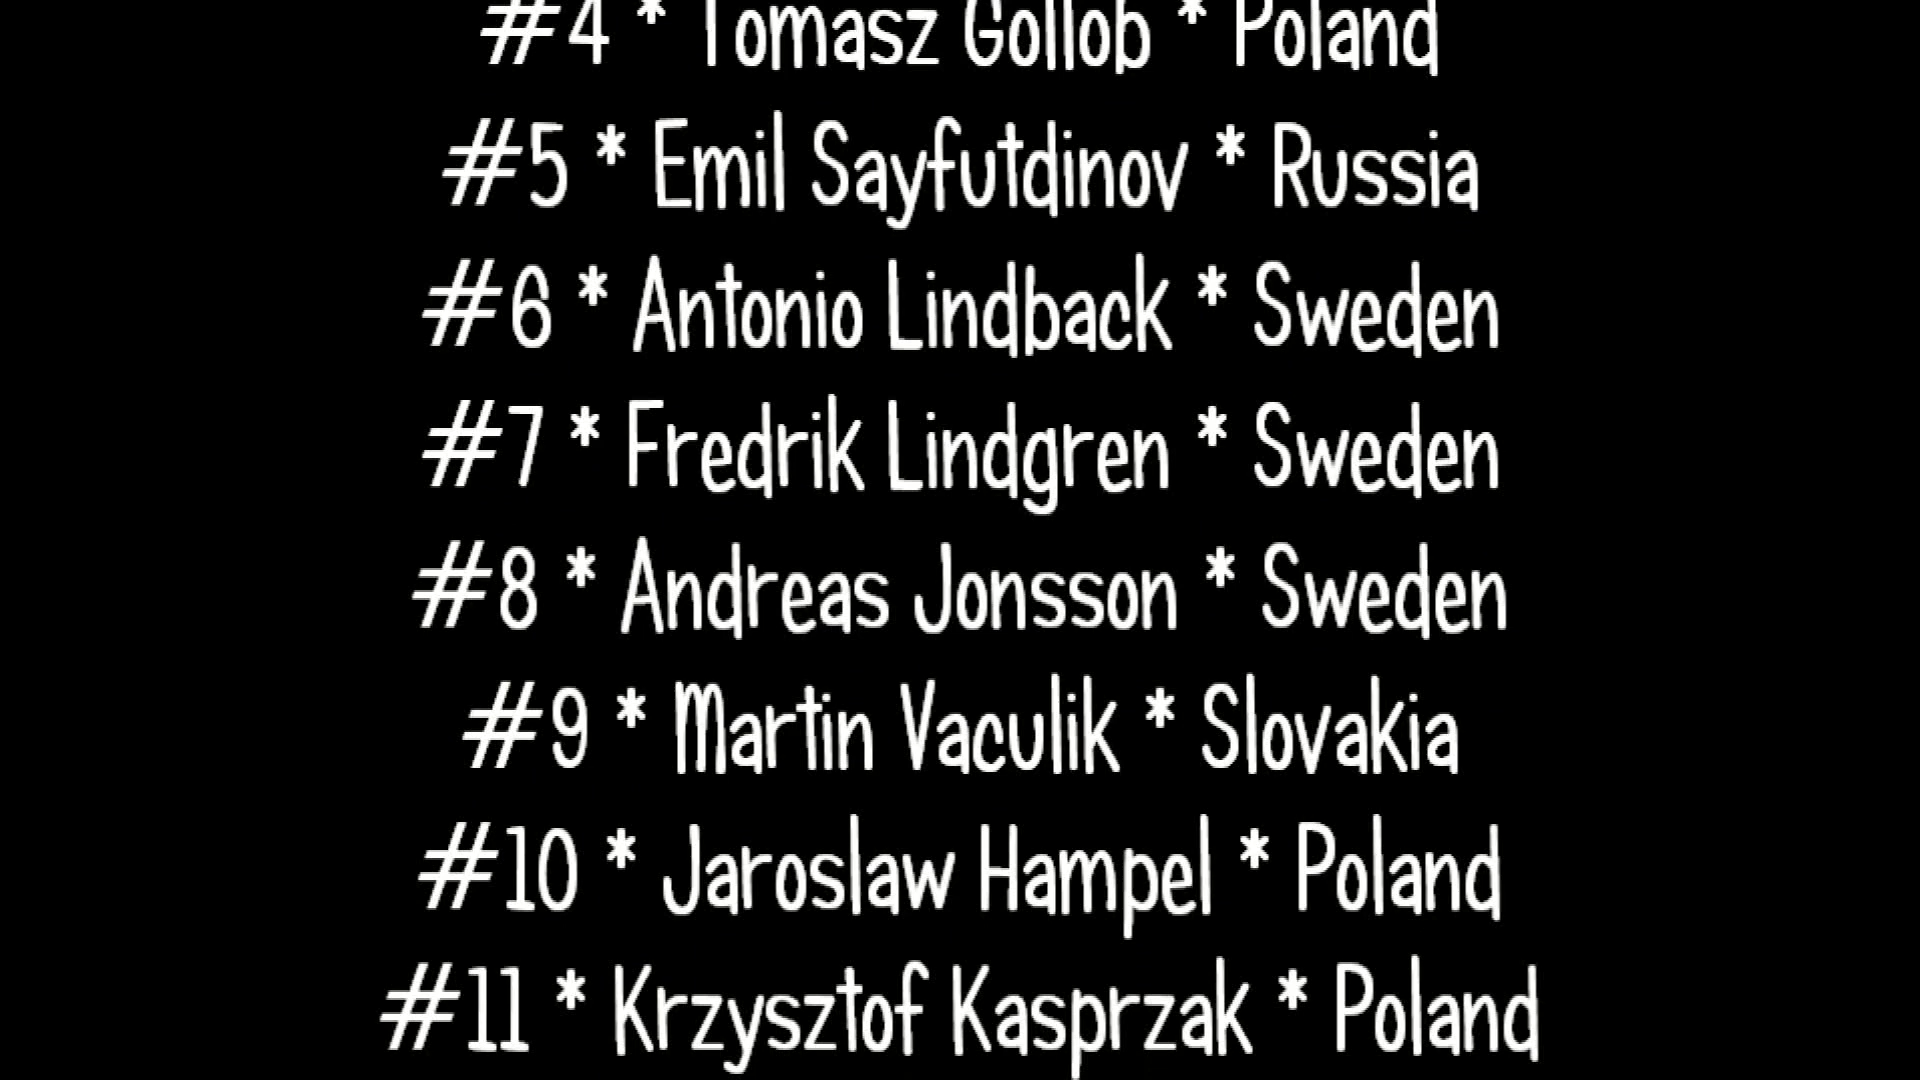 #4 * Tomasz Gollob * Poland
#5 * Emil Sayfutdinov * Russia
#6 * Antonio Lindback * Sweden
#7 * Fredrik Lindgren * Sweden
#8 * Andreas Jonsson * Sweden
#9 * Martin Vaculik * Slovakia
#10 * Jaroslaw Hampel * Poland
#11 * Krzysztof Kasprzak * Poland